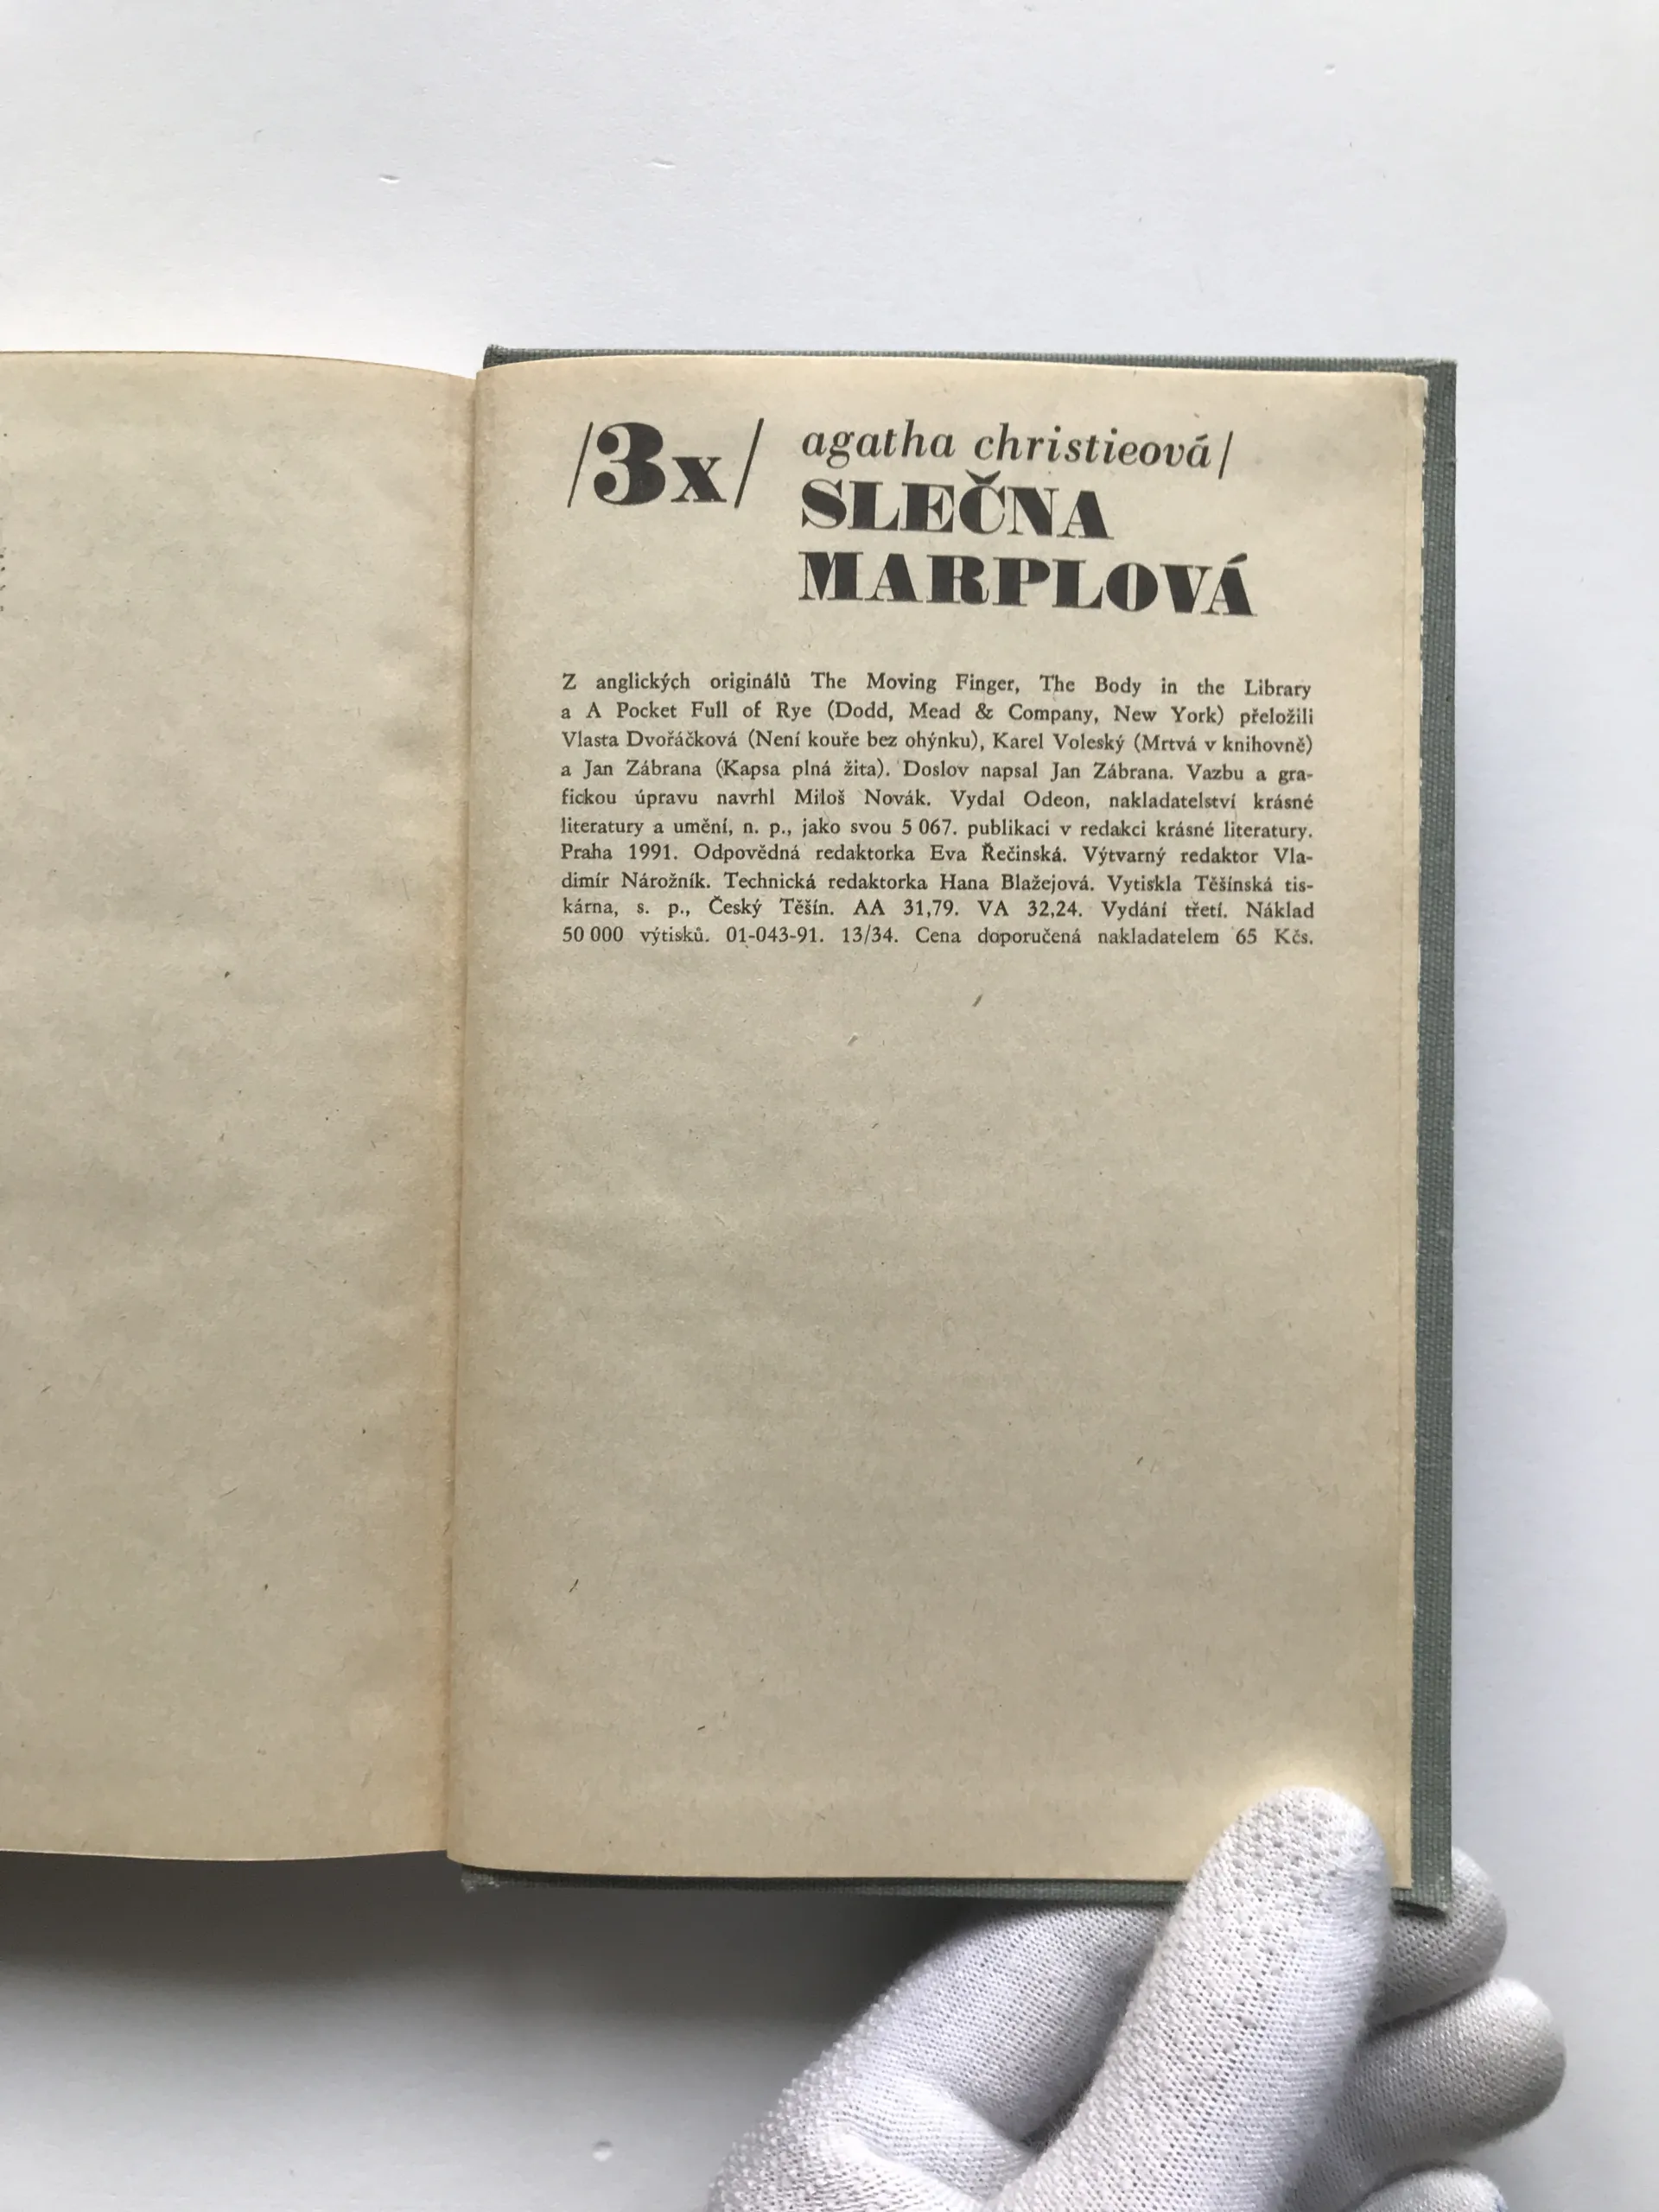 /3x/ agatha christieová/
SLEČNA
MARPLOVÁ
Z anglických originálů The Moving Finger, The Body in the Library
a A Pocket Full of Rye (Dodd, Mead & Company, New York) přeložili
Vlasta Dvořáčková (Není kouře bez ohýnku), Karel Voleský (Mrtvá v knihovně)
a Jan Zábrana (Kapsa plná žita). Doslov napsal Jan Zábrana. Vazbu a gra-
fickou úpravu navrhl Miloš Novák. Vydal Odeon, nakladatelství krásné
literatury a umění, n. p., jako svou 5 067. publikaci v redakci krásné literatury.
Praha 1991. Odpovědná redaktorka Eva Řečinská. Výtvarný redaktor Vla-
dimír Nárožník. Technická redaktorka Hana Blažejová. Vytiskla Těšínská tis-
kárna, s. p., Český Těšín. AA 31,79. VA 32,24. Vydání třetí. Náklad
50 000 výtisků. 01-043-91. 13/34. Cena doporučená nakladatelem 65 Kčs.